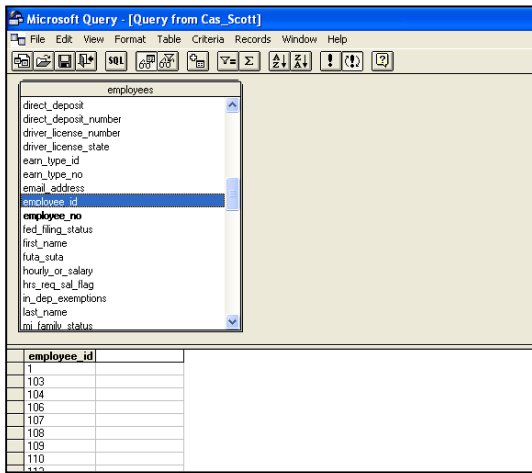 Microsoft Query - [Query from Cas_Scott]
File Edit View Format Table Criteria Records Window Help
SQL
employees
direct_deposit
direct_deposit_number
driver_license_number
driver_license_state
earn_type_id
earn_type_no
email_address
employee_id
employee_no
fed_filing_status
first_name
futa_suta
hourly_or_salary
hrs_req_sal_flag
in_dep_exemptions
last_name
mi_family_status
employee_id
1
103
104
106
107
108
109
110